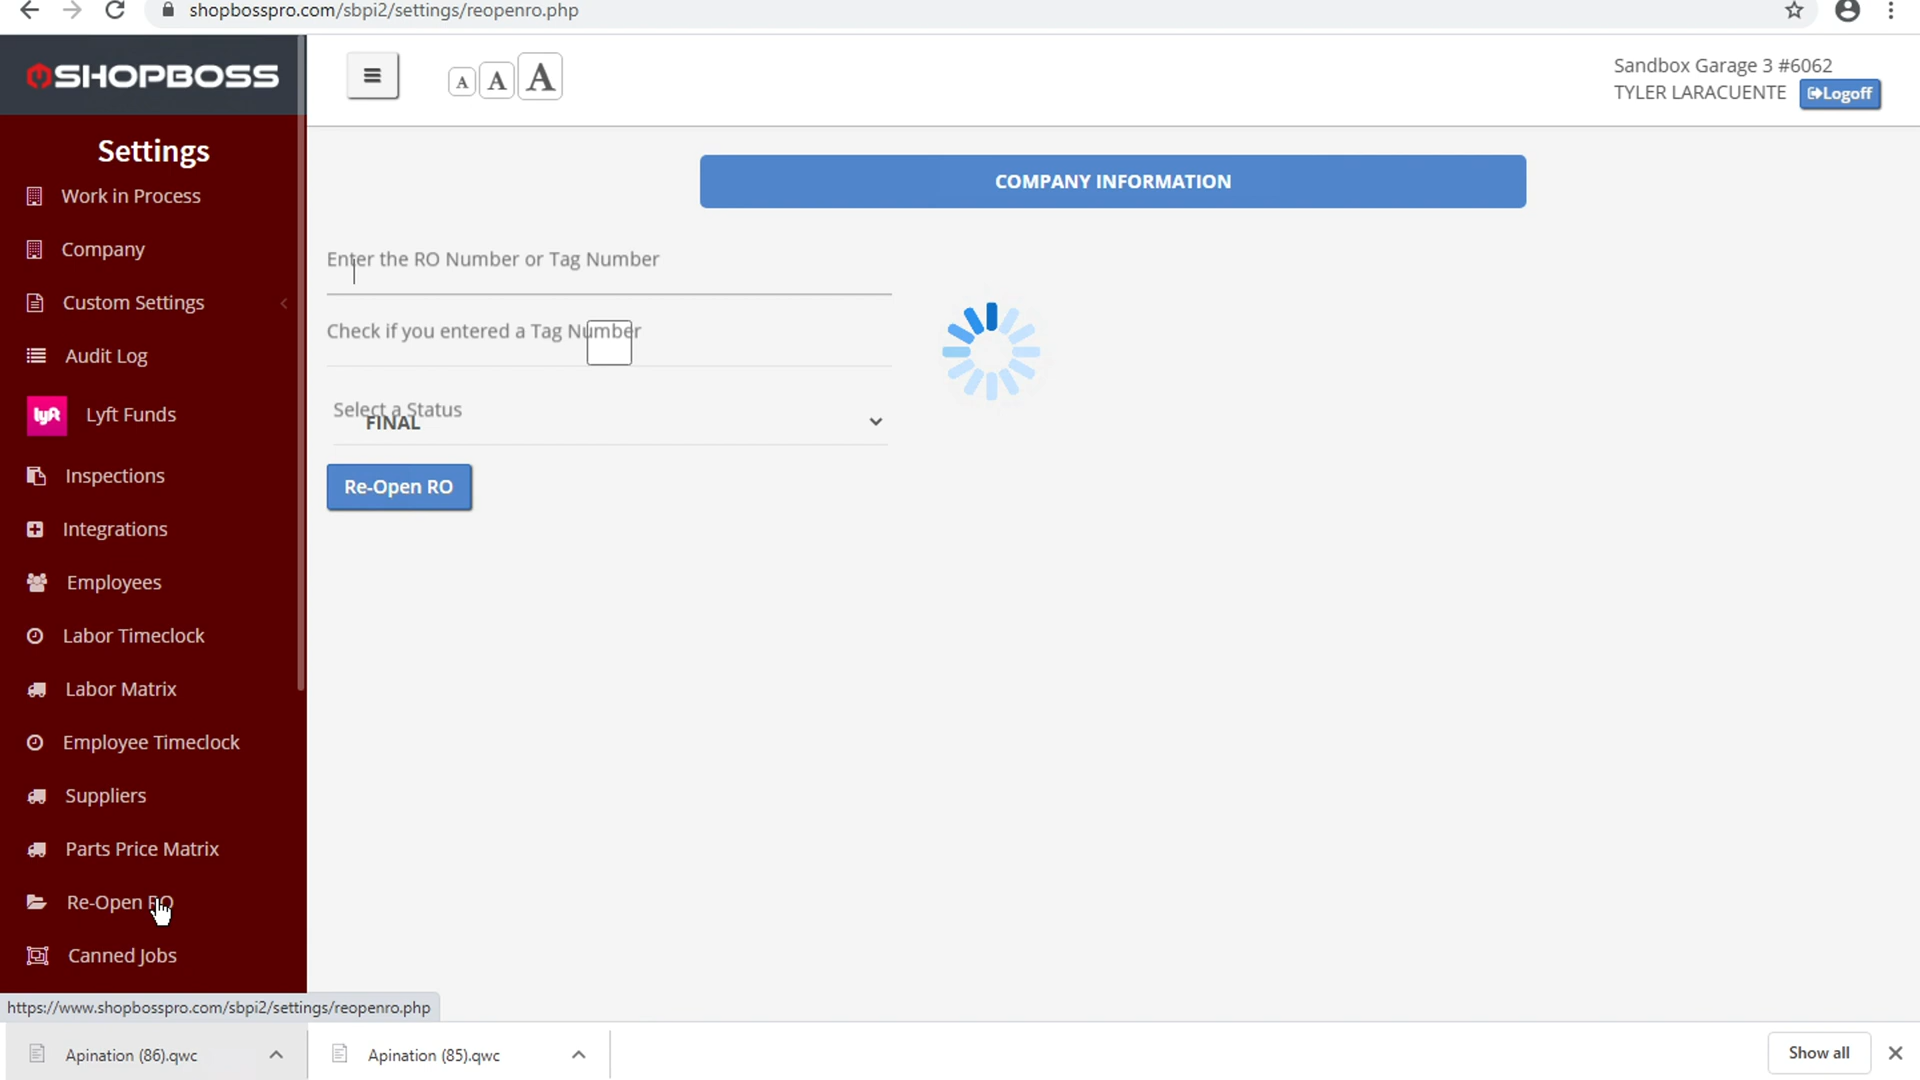 shopbosspro.com/sbpi2/settings/reopenro.php
SHOPBOSS
A A A
Sandbox Garage 3 #6062
TYLER LARACUENTE Logoff
Settings
Work in Process
Company
Custom Settings
Audit Log
lyft Lyft Funds
Inspections
Integrations
Employees
Labor Timeclock
Labor Matrix
Employee Timeclock
Suppliers
Parts Price Matrix
Re-Open RO
Canned Jobs
COMPANY INFORMATION
Enter the RO Number or Tag Number
Check if you entered a Tag Number
Select a Status
FINAL
Re-Open RO
https://www.shopbosspro.com/sbpi2/settings/reopenro.php
Apination (86).qwc
Apination (85).qwc
Show all